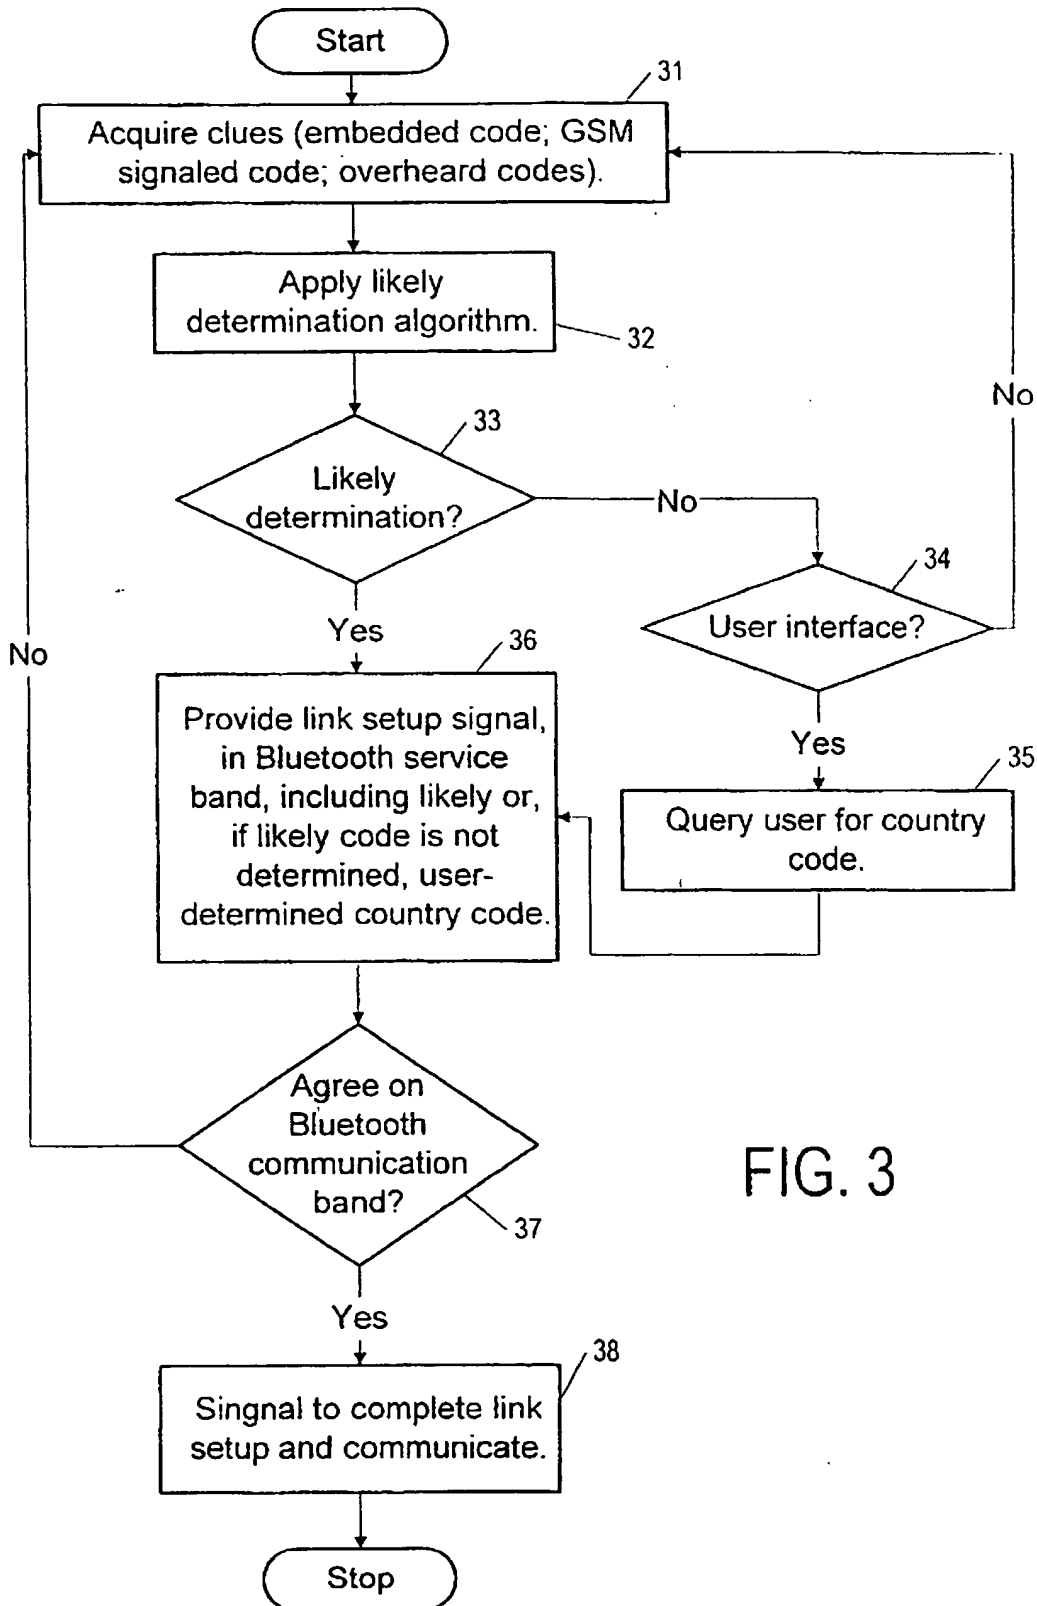 Start
31
Acquire clues (embedded code; GSM
signaled code; overheard codes).
Apply likely
determination algorithm.
32
No
33
Likely
determination?
No
34
User interface?
Yes
No
36
Yes
35
Provide link setup signal,
in Bluetooth service
band, including likely or,
if likely code is not
determined, user-
determined country code.
Query user for country
code.
Agree on
Bluetooth
communication
band?
37
FIG. 3
Yes
38
Singnal to complete link
setup and communicate.
Stop